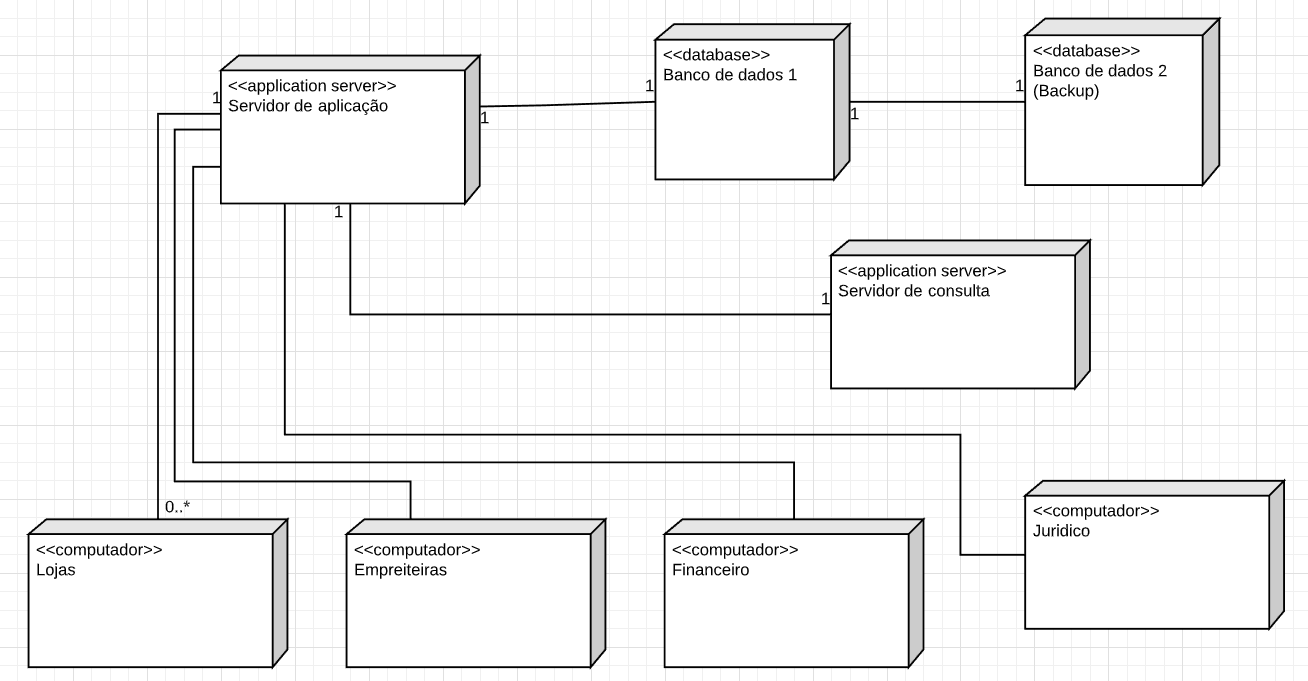 <<application server>>
Servidor de aplicação
1
1
1
<<database>>
Banco de dados 1
1
1
<<database>>
Banco de dados 2
(Backup)
1
<<application server>>
Servidor de consulta
1
0..*
<<computador>>
Lojas
<<computador>>
Empreiteiras
<<computador>>
Financeiro
<<computador>>
Juridico